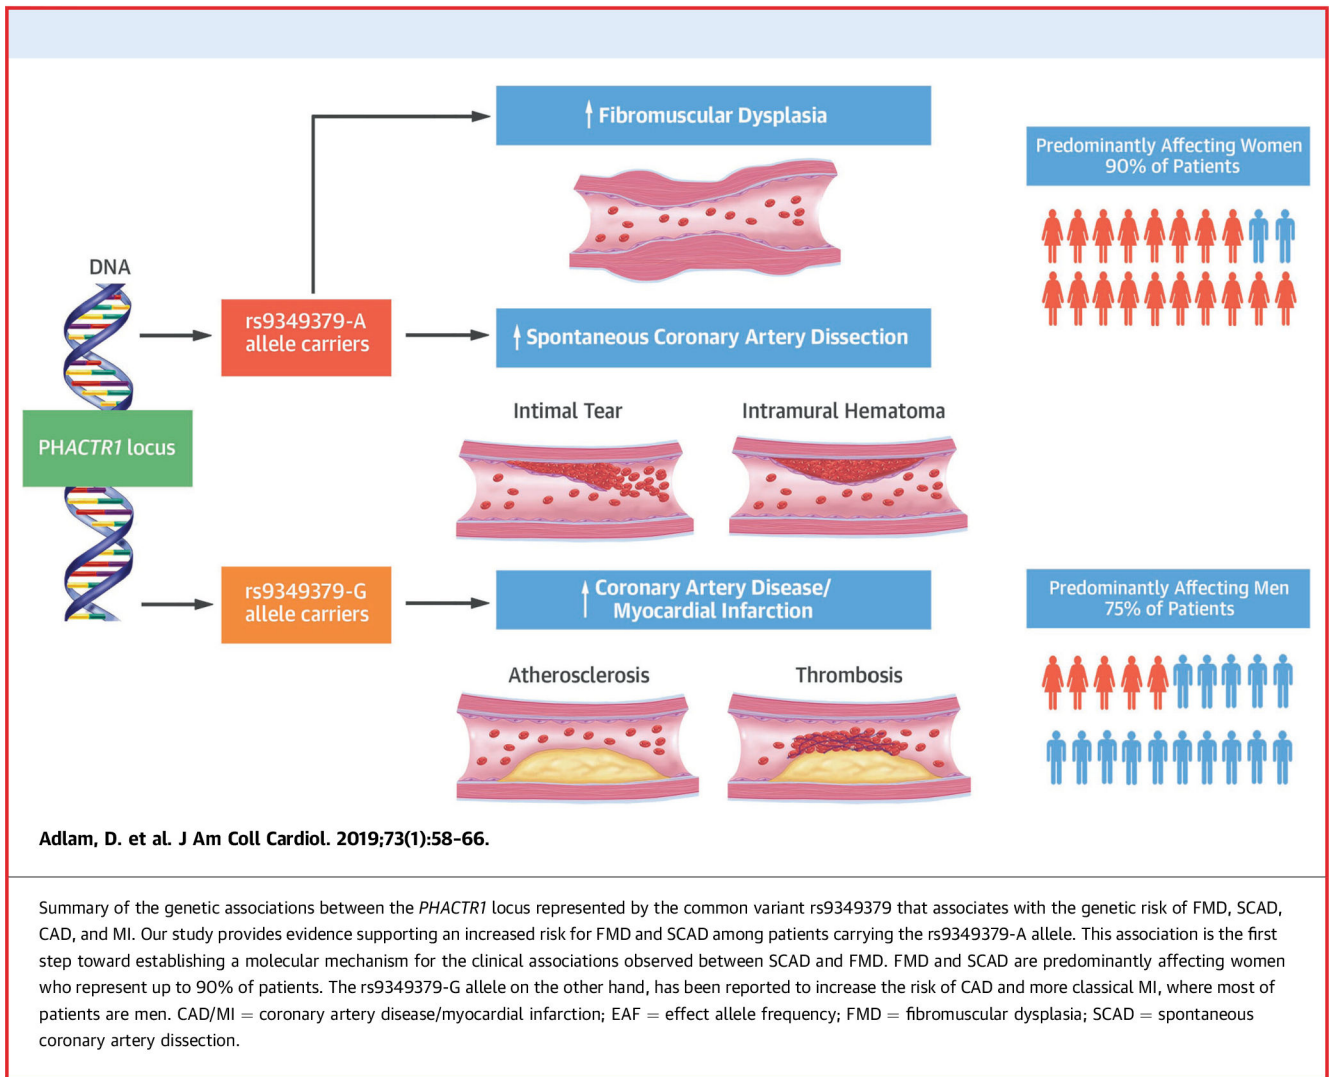 Fibromuscular Dysplasia
Predominantly Affecting Women
90% of Patients
DNA
rs9349379-A
allele carriers
Spontaneous Coronary Artery Dissection
Intimal Tear
Intramural Hematoma
PHACTR1 locus
rs9349379-G
allele carriers
Coronary Artery Disease/
Myocardial Infarction
Predominantly Affecting Men
75% of Patients
Atherosclerosis
Thrombosis
Adlam, D. et al. J Am Coll Cardiol. 2019;73(1):58–66.
Summary of the genetic associations between the PHACTR1 locus represented by the common variant rs9349379 that associates with the genetic risk of FMD, SCAD,
CAD, and MI. Our study provides evidence supporting an increased risk for FMD and SCAD among patients carrying the rs9349379-A allele. This association is the first
step toward establishing a molecular mechanism for the clinical associations observed between SCAD and FMD. FMD and SCAD are predominantly affecting women
who represent up to 90% of patients. The rs9349379-G allele on the other hand, has been reported to increase the risk of CAD and more classical MI, where most of
patients are men. CAD/MI = coronary artery disease/myocardial infarction; EAF = effect allele frequency; FMD = fibromuscular dysplasia; SCAD = spontaneous
coronary artery dissection.